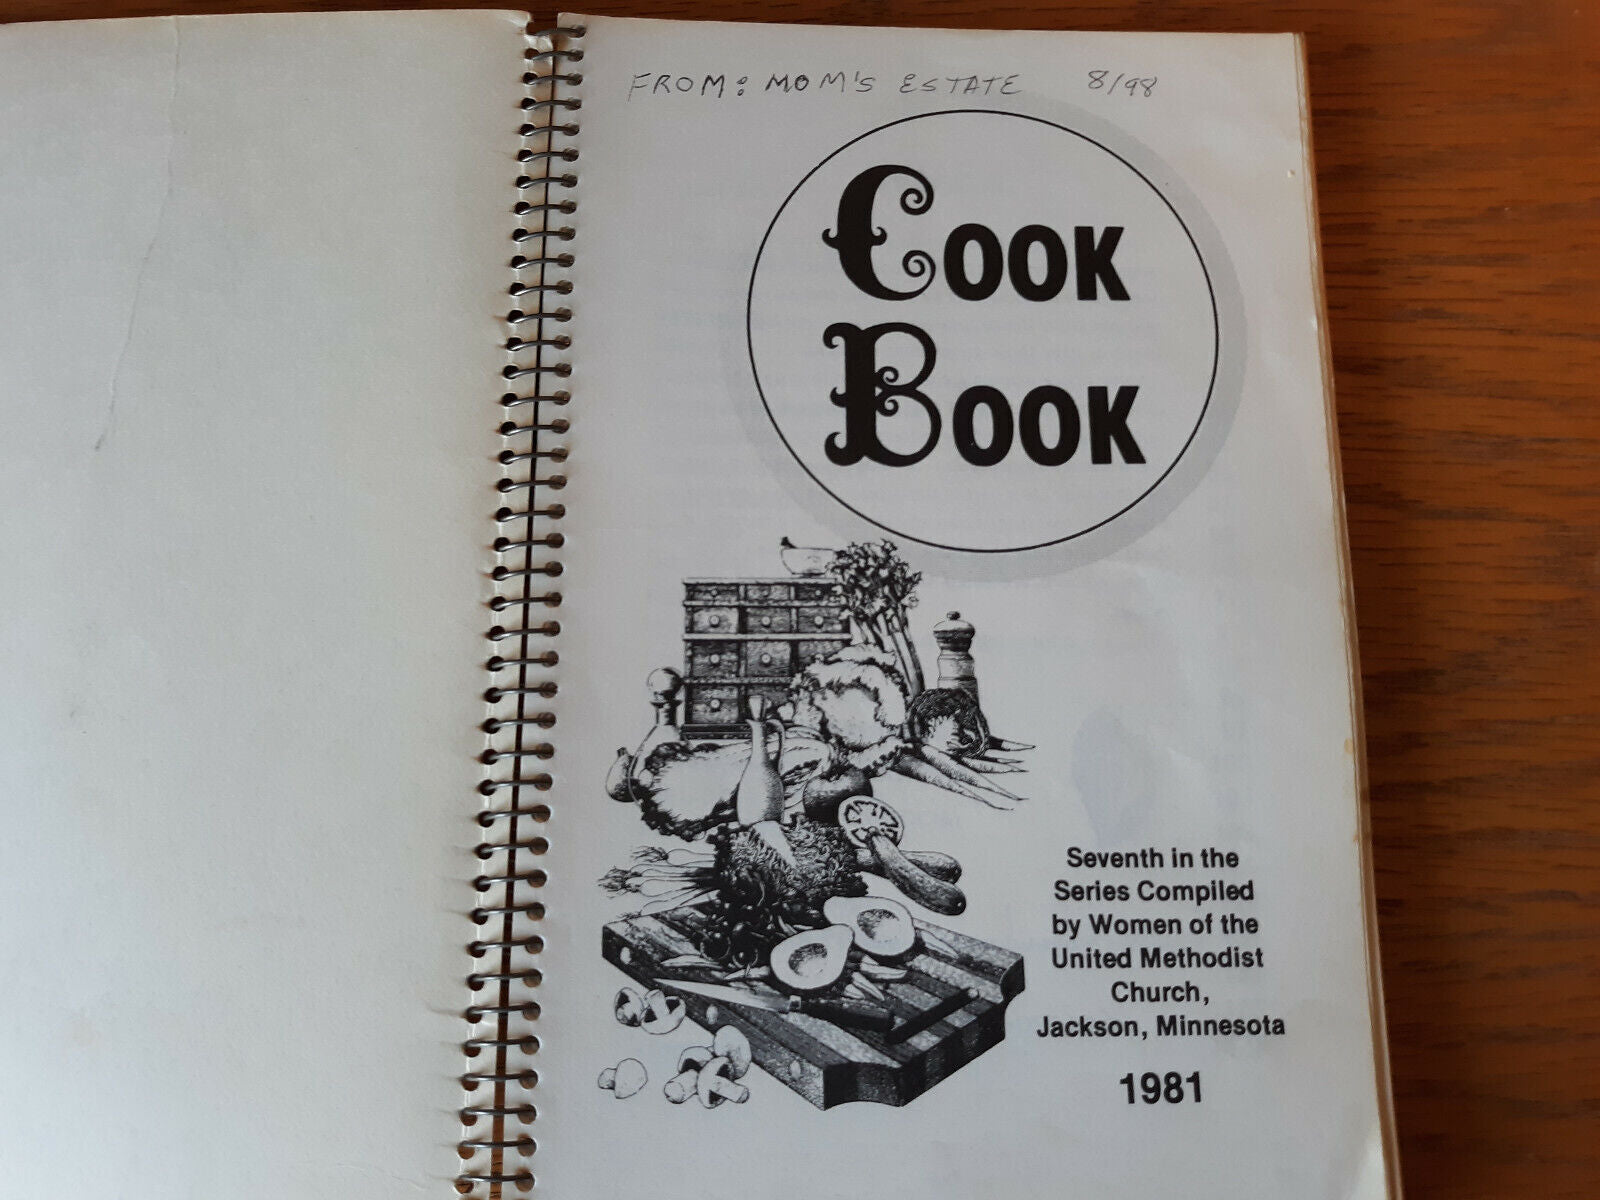 FROM: MOM'S ESTATE 8/98
COOK
BOOK
Seventh in the
Series Compiled
by Women of the
United Methodist
Church,
Jackson, Minnesota
1981